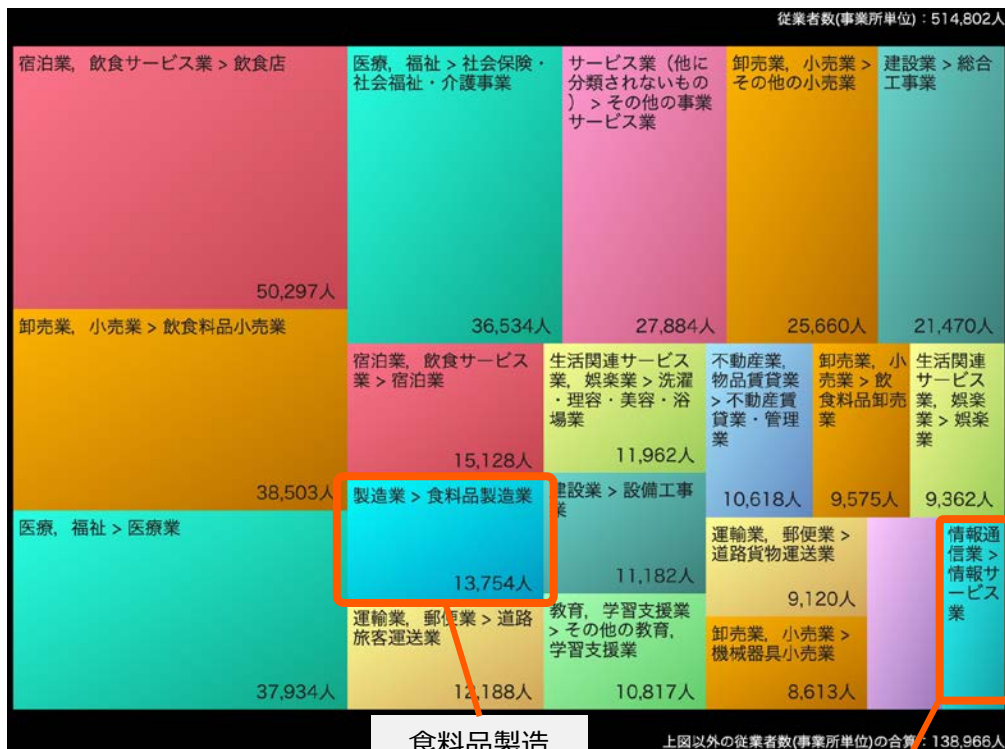 従業者数(事業所単位)：514,802人
宿泊業，飲食サービス業 > 飲食店
50,297人
卸売業，小売業 > 飲食料品小売業
38,503人
医療，福祉 > 医療業
37,934人
医療，福祉 > 社会保険・
社会福祉・介護事業
36,534人
サービス業（他に
分類されないもの
）> その他の事業
サービス業
27,884人
卸売業，小売業 >
その他の小売業
25,660人
建設業 > 総合
工事業
21,470人
宿泊業，飲食サービス
業 > 宿泊業
15,128人
製造業 > 食料品製造業
13,754人
運輸業，郵便業 > 道路
旅客運送業
12,188人
生活関連サービス
業，娯楽業 > 洗濯
・理容・美容・浴
場業
11,962人
建設業 > 設備工事
業
11,182人
教育，学習支援業
> その他の教育，
学習支援業
10,817人
不動産業，
物品賃貸業
> 不動産賃
貸業・管理
業
10,618人
卸売業，小
売業 > 飲
食料品卸売
業
9,575人
生活関連
サービス
業，娯楽
業 > 娯楽
業
9,362人
運輸業，郵便業 >
道路貨物運送業
9,120人
卸売業，小売業 >
機械器具小売業
8,613人
情報通
信業 >
情報サ
ービス
業
食料品製造
上図以外の従業者数(事業所単位)の合算：138,966人